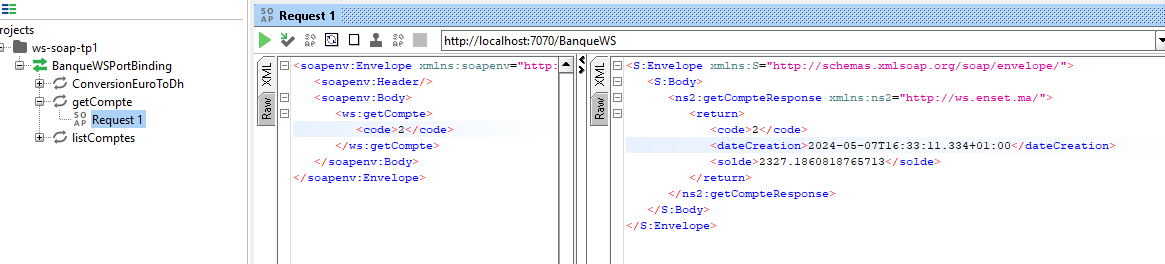 Request 1
rojects
ws-soap-tp1
BanqueWSPortBinding
ConversionEuroToDh
getCompte
SO AP Request 1
listComptes
SO AP
SO AP
http://localhost:7070/BanqueWS
XML
Raw
<soapenv:Envelope xmlns:soapenv="http:
<soapenv:Header/>
<soapenv:Body>
<ws:getCompte>
<code>2</code>
</ws:getCompte>
</soapenv:Body>
</soapenv:Envelope>
XML
Raw
<S:Envelope xmlns:S="http://schemas.xmlsoap.org/soap/envelope/">
<S:Body>
<ns2:getCompteResponse xmlns:ns2="http://ws.enset.ma/">
<return>
<code>2</code>
<dateCreation>2024-05-07T16:33:11.334+01:00</dateCreation>
<solde>2327.1860818765713</solde>
</return>
</ns2:getCompteResponse>
</S:Body>
</S:Envelope>